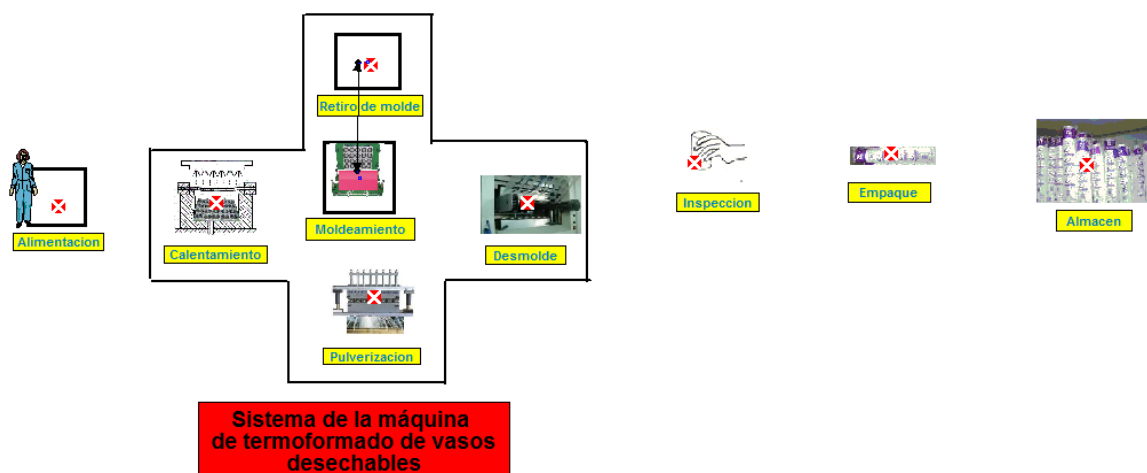 Retiro de molde
Alimentacion
Calentamiento
Moldeamiento
Desmolde
Inspeccion
Empaque
Almacen
Pulverizacion
Sistema de la máquina
de termoformado de vasos
desechables